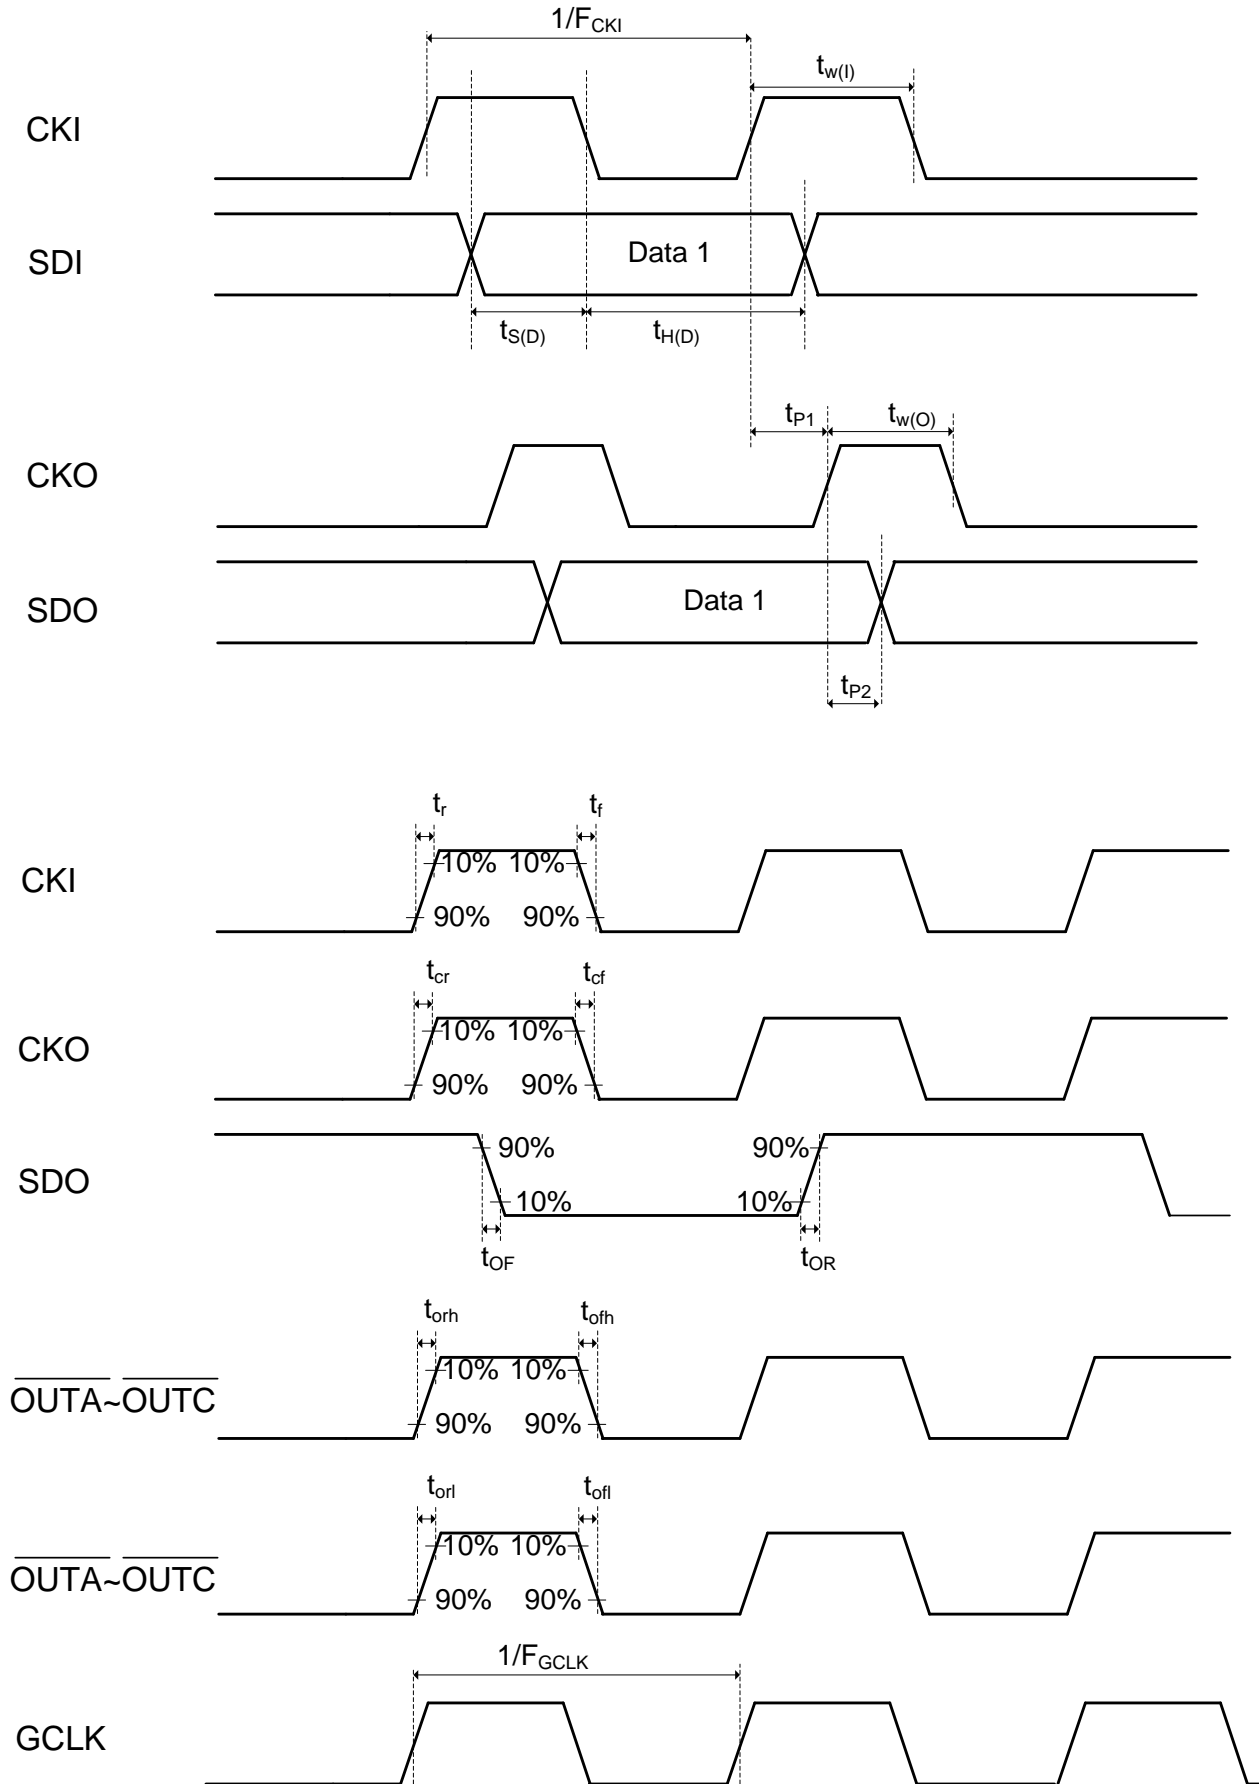 1/FCKI
tw(I)
CKI
SDI
Data 1
tS(D)
tH(D)
tP1
tw(O)
CKO
SDO
Data 1
tP2
tr
tf
CKI
10% 10%
90% 90%
tcr
tcf
CKO
10% 10%
90% 90%
SDO
90% 90%
10% 10%
tOF
tOR
torh
tofh
OUTA~OUTC
10% 10%
90% 90%
torl
tofl
OUTA~OUTC
10% 10%
90% 90%
1/FGCLK
GCLK